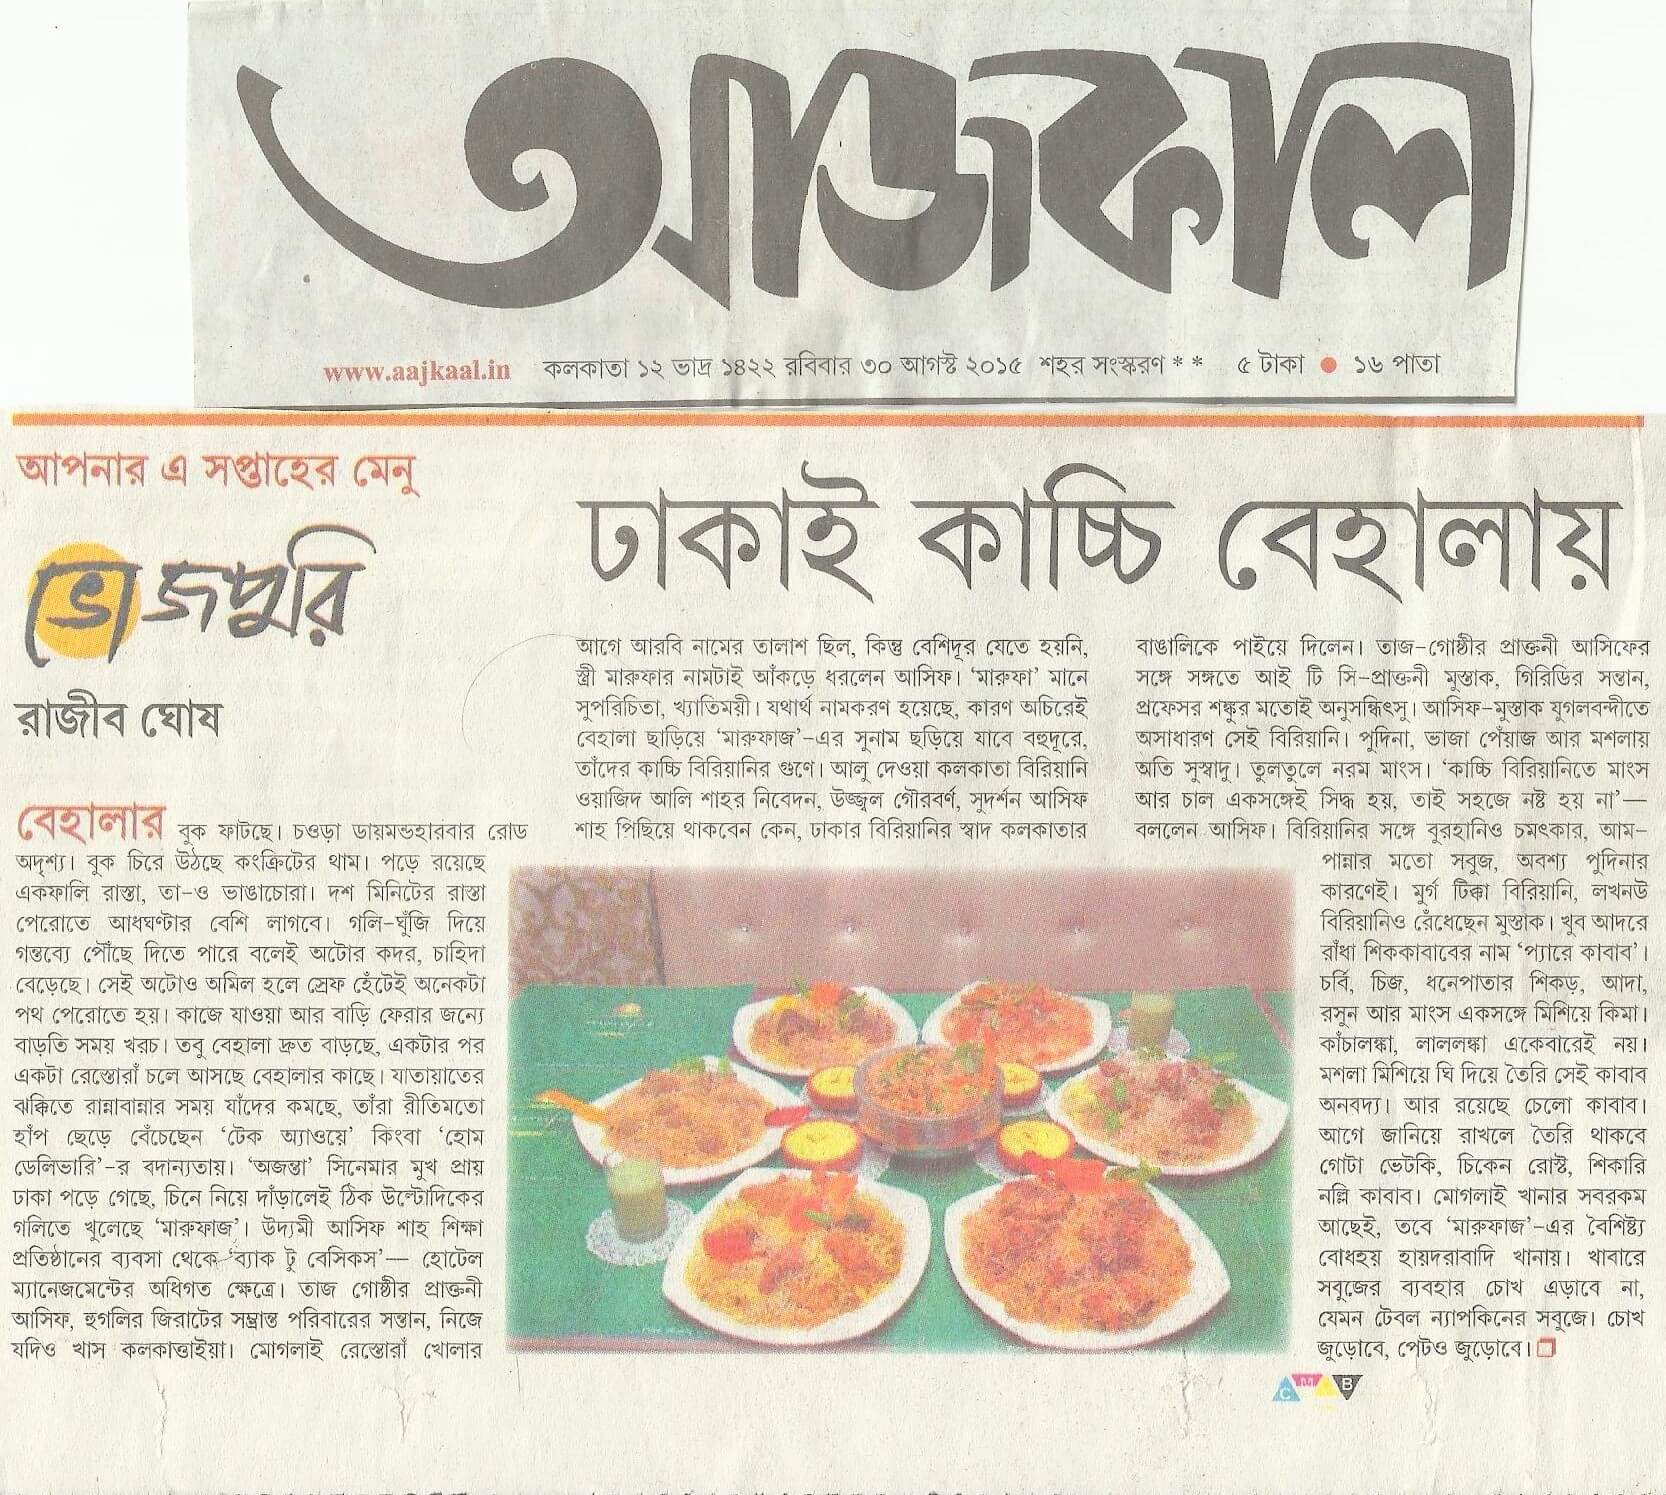 আজকাল
www.aajkaal.in কলকাতা ১২ ভাদ্র ১৪২২ রবিবার ৩০ আগস্ট ২০১৫ শহর সংস্করণ * * ৫ টাকা ● ১৬ পাতা
আপনার এ সপ্তাহের মেনু
ভোজপুরি
রাজীব ঘোষ
ঢাকাই কাচ্চি বেহালায়
বেহালার বুক ফাটছে। চওড়া ডায়মন্ডহারবার রোড
অদৃশ্য। বুক চিরে উঠছে কংক্রিটের থাম। পড়ে রয়েছে
একফালি রাস্তা, তা-ও ভাঙাচোরা। দশ মিনিটের রাস্তা
পেরোতে আধঘণ্টার বেশি লাগবে। গলি-ঘুঁজি দিয়ে
গন্তব্যে পৌঁছে দিতে পারে বলেই অটোর কদর, চাহিদা
বেড়েছে। সেই অটোও অমিল হলে স্রেফ হেঁটেই অনেকটা
পথ পেরোতে হয়। কাজে যাওয়া আর বাড়ি ফেরার জন্যে
বাড়তি সময় খরচ। তবু বেহালা দ্রুত বাড়ছে, একটার পর
একটা রেস্তোরাঁ চলে আসছে বেহালার কাছে। যাতায়াতের
ঝক্কিতে রান্নাবান্নার সময় যাঁদের কমছে, তাঁরা রীতিমতো
হাঁপ ছেড়ে বেঁচেছেন ‘টেক অ্যাওয়ে’ কিংবা ‘হোম
ডেলিভারি’-র বদান্যতায়। ‘অজন্তা’ সিনেমার মুখ প্রায়
ঢাকা পড়ে গেছে, চিনে নিয়ে দাঁড়ালেই ঠিক উল্টোদিকের
গলিতে খুলেছে ‘মারুফাজ’। উদ্যমী আসিফ শাহ শিক্ষা
প্রতিষ্ঠানের ব্যবসা থেকে ‘ব্যাক টু বেসিকস’— হোটেল
ম্যানেজমেন্টের অধিগত ক্ষেত্রে। তাজ গোষ্ঠীর প্রাক্তনী
আসিফ, হুগলির জিরাটের সম্ভ্রান্ত পরিবারের সন্তান, নিজে
যদিও খাস কলকাত্তাইয়া। মোগলাই রেস্তোরাঁ খোলার
আগে আরবি নামের তালাশ ছিল, কিন্তু বেশিদূর যেতে হয়নি,
স্ত্রী মারুফার নামটাই আঁকড়ে ধরলেন আসিফ। ‘মারুফা’ মানে
সুপরিচিতা, খ্যাতিময়ী। যথার্থ নামকরণ হয়েছে, কারণ অচিরেই
বেহালা ছাড়িয়ে ‘মারুফাজ’-এর সুনাম ছড়িয়ে যাবে বহুদূরে,
তাঁদের কাচ্চি বিরিয়ানির গুণে। আলু দেওয়া কলকাতা বিরিয়ানি
ওয়াজিদ আলি শাহর নিবেদন, উজ্জ্বল গৌরবর্ণ, সুদর্শন আসিফ
শাহ পিছিয়ে থাকবেন কেন, ঢাকার বিরিয়ানির স্বাদ কলকাতার
বাঙালিকে পাইয়ে দিলেন। তাজ-গোষ্ঠীর প্রাক্তনী আসিফের
সঙ্গে সঙ্গতে আই টি সি-প্রাক্তনী মুস্তাক, গিরিডির সন্তান,
প্রফেসর শঙ্কুর মতোই অনুসন্ধিৎসু। আসিফ-মুস্তাক যুগলবন্দীতে
অসাধারণ সেই বিরিয়ানি। পুদিনা, ভাজা পেঁয়াজ আর মশলায়
অতি সুস্বাদু। তুলতুলে নরম মাংস। ‘কাচ্চি বিরিয়ানিতে মাংস
আর চাল একসঙ্গেই সিদ্ধ হয়, তাই সহজে নষ্ট হয় না’—
বললেন আসিফ। বিরিয়ানির সঙ্গে বুরহানিও চমৎকার, আম-
পান্নার মতো সবুজ, অবশ্য পুদিনার
কারণেই। মুর্গ টিক্কা বিরিয়ানি, লখনউ
বিরিয়ানিও রেঁধেছেন মুস্তাক। খুব আদরে
রাঁধা শিককাবাবের নাম ‘প্যারে কাবাব’।
চর্বি, চিজ, ধনেপাতার শিকড়, আদা,
রসুন আর মাংস একসঙ্গে মিশিয়ে কিমা।
কাঁচালঙ্কা, লাললঙ্কা একেবারেই নয়।
মশলা মিশিয়ে ঘি দিয়ে তৈরি সেই কাবাব
অনবদ্য। আর রয়েছে চেলো কাবাব।
আগে জানিয়ে রাখলে তৈরি থাকবে
গোটা ভেটকি, চিকেন রোস্ট, শিকারি
নল্লি কাবাব। মোগলাই খানার সবরকম
আছেই, তবে ‘মারুফাজ’-এর বৈশিষ্ট্য
বোধহয় হায়দরাবাদি খানায়। খাবারে
সবুজের ব্যবহার চোখ এড়াবে না,
যেমন টেবল ন্যাপকিনের সবুজে। চোখ
জুড়োবে, পেটও জুড়োবে।
C M B